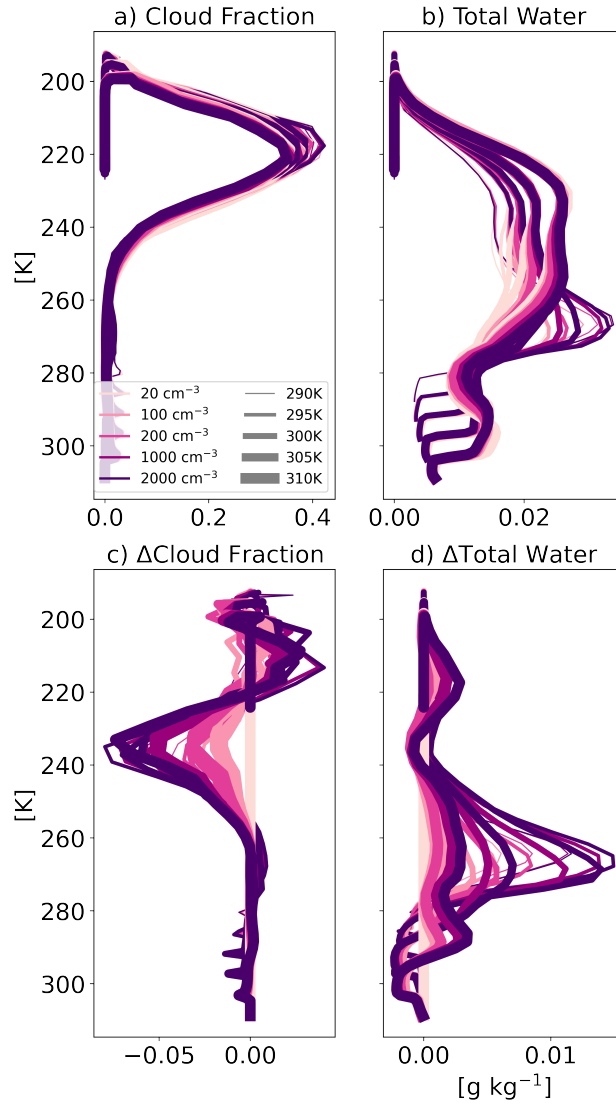 a) Cloud Fraction
b) Total Water
200
220
240
260
280
300
[K]
20 cm⁻³
100 cm⁻³
200 cm⁻³
1000 cm⁻³
2000 cm⁻³
290K
295K
300K
305K
310K
0.0
0.2
0.4
0.00
0.02
c) ΔCloud Fraction
d) ΔTotal Water
200
220
240
260
280
300
[K]
−0.05
0.00
0.00
0.01
[g kg⁻¹]